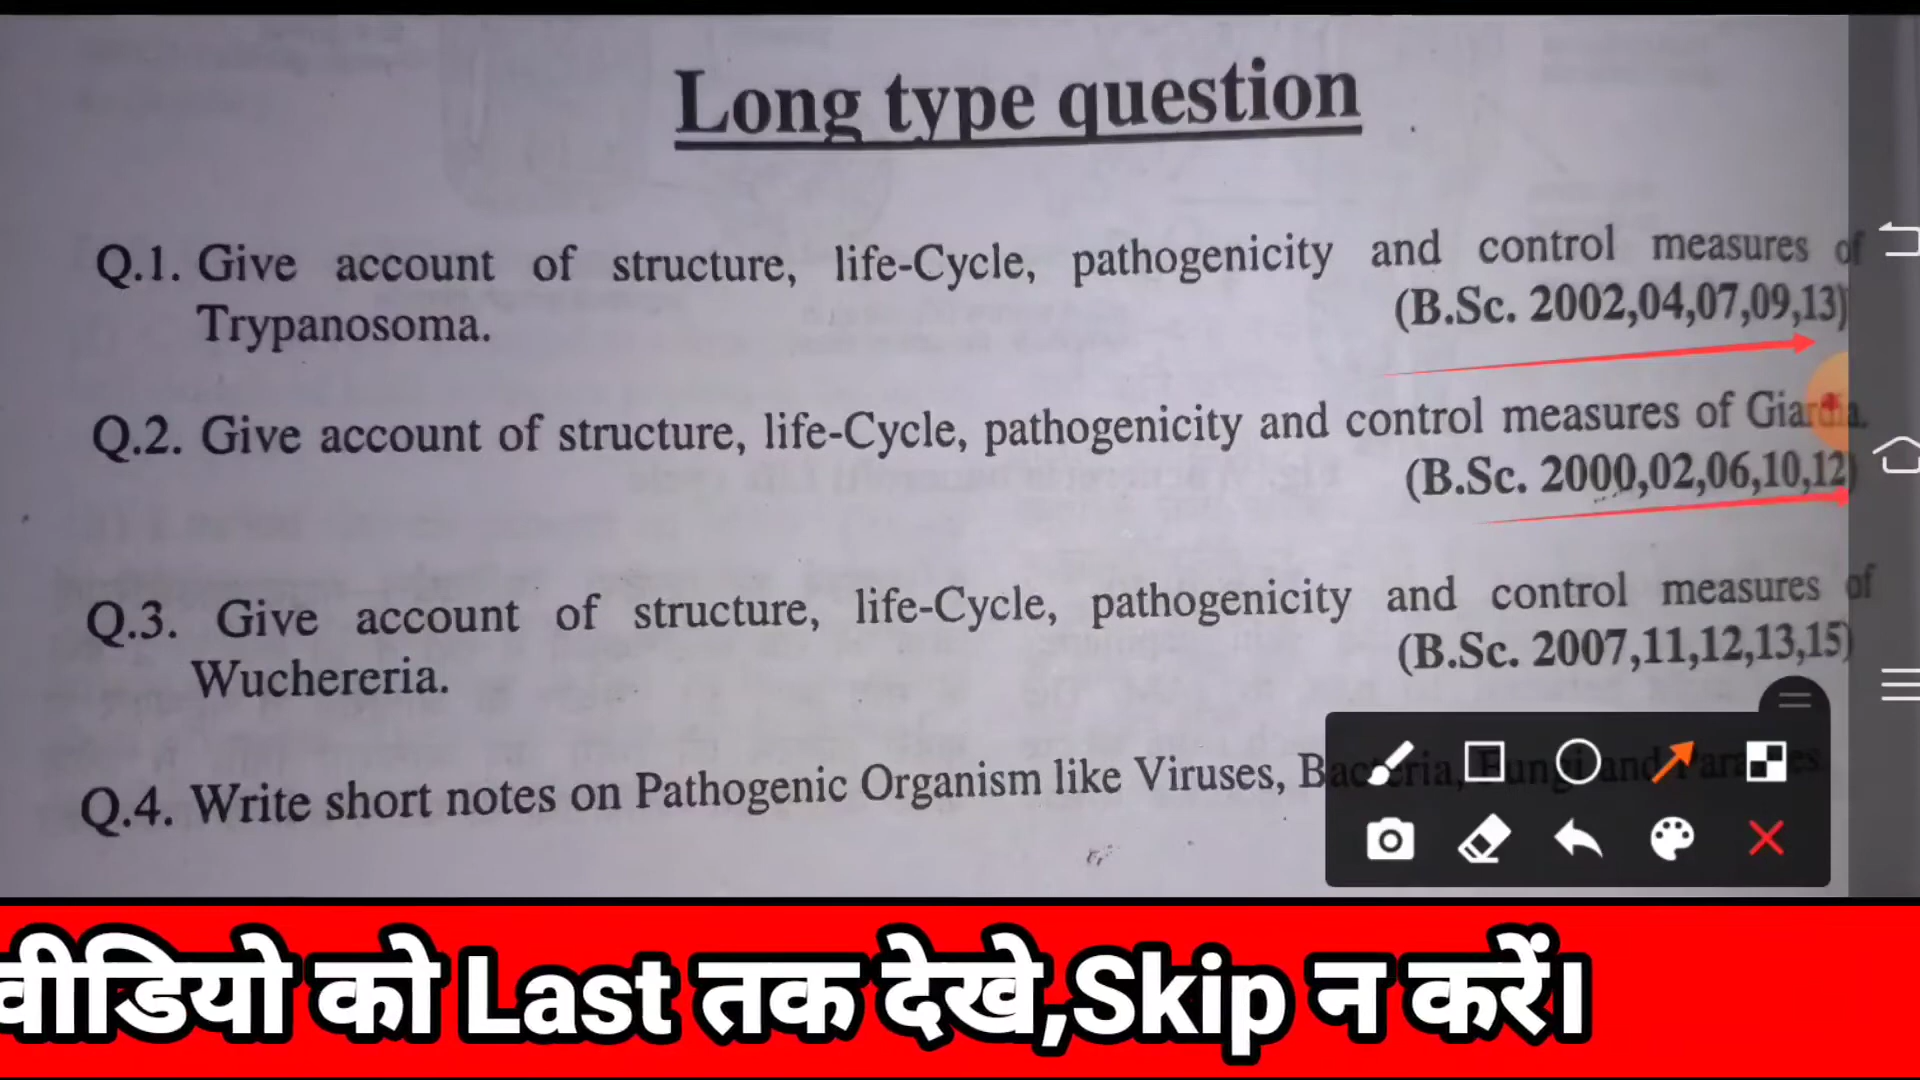 Long type question
Q.1. Give account of structure, life-Cycle, pathogenicity and control measures of
Trypanosoma. (B.Sc. 2002,04,07,09,13)
Q.2. Give account of structure, life-Cycle, pathogenicity and control measures of Giardia.
(B.Sc. 2000,02,06,10,12)
Q.3. Give account of structure, life-Cycle, pathogenicity and control measures of
Wuchereria. (B.Sc. 2007,11,12,13,15)
Q.4. Write short notes on Pathogenic Organism like Viruses, Bacteria, Fungi and
वीडियो को Last तक देखे,Skip न करें।